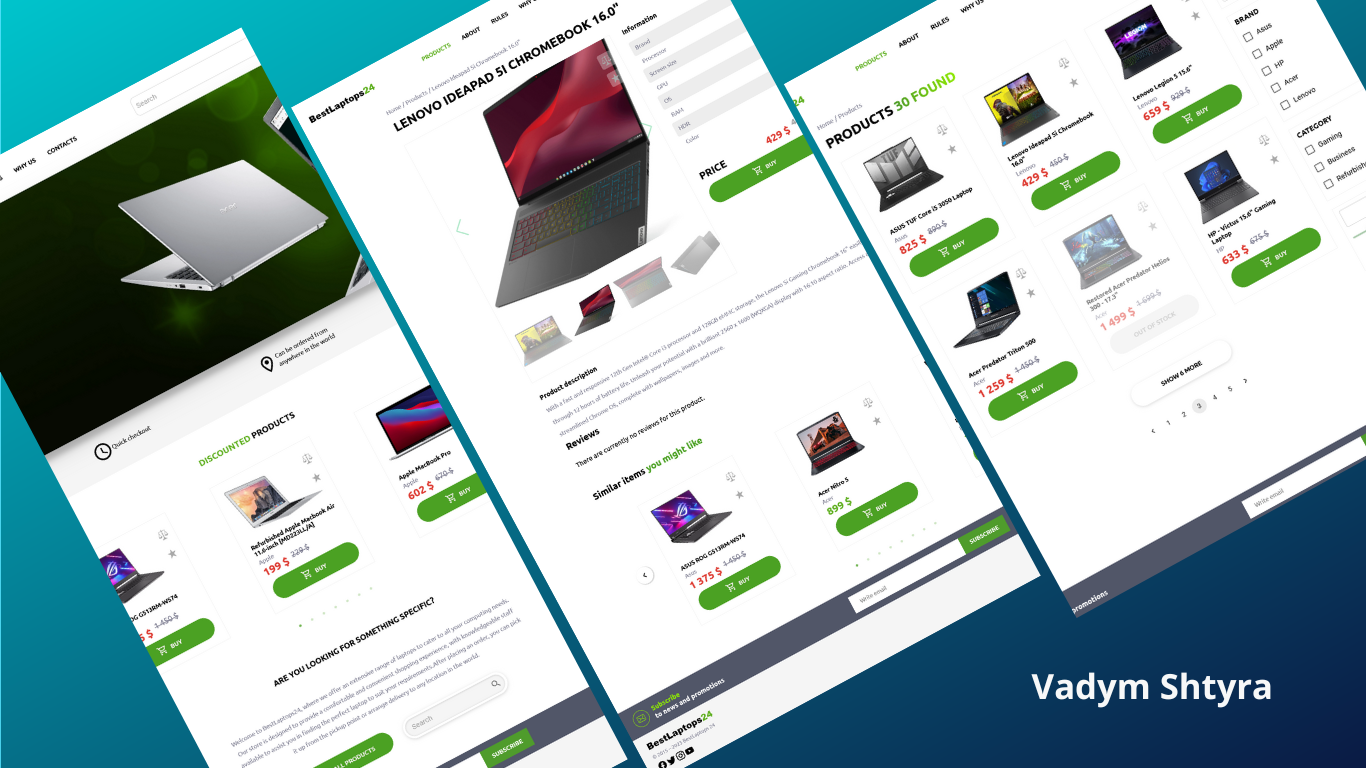 Search
WHY US
CONTACTS
Can be ordered from
anywhere in the world
Quick checkout
DISCOUNTED PRODUCTS
OG G513RM-WS74
5 $ 1 450 $
BUY
Refurbished Apple Macbook Air
11.6-inch [MD223LL/A]
Apple
199 $ 229 $
BUY
Apple MacBook Pro
Apple
602 $ 670 $
BUY
ARE YOU LOOKING FOR SOMETHING SPECIFIC?
Welcome to BestLaptops24, where we offer an extensive range of laptops to cater to all your computing needs.
Our store is designed to provide a comfortable and convenient shopping experience, with knowledgeable staff
available to assist you in finding the perfect laptop to suit your requirements. After placing an order, you can pick
it up from the pickup point or arrange delivery to any location in the world.
Search
ALL PRODUCTS
SUBSCRIBE
BestLaptops24
PRODUCTS
ABOUT
RULES
Home / Products / Lenovo Ideapad 5i Chromebook 16.0"
LENOVO IDEAPAD 5I CHROMEBOOK 16.0"
Information
Brand
Processor
Screen size
GPU
OS
RAM
HDR
Color
PRICE
429 $
BUY
Product description
With a fast and responsive 12th Gen Intel® Core i5 processor and 128GB eMMC storage, the Lenovo 5i Gaming Chromebook 16"
through 12 hours of battery life. Unleash your potential with a brilliant 2560 x 1600 (WQXGA) display with 16:10 aspect ratio. Access
streamlined Chrome OS, complete with wallpapers, images and more.
Reviews
There are currently no reviews for this product.
Similar items you might like
ASUS ROG G513RM-WS74
Asus
1 375 $ 1 450 $
BUY
Acer Nitro 5
Acer
899 $
BUY
SUBSCRIBE
Write email
Subscribe
to news and promotions
BestLaptops24
© 2015 – 2023 BestLaptops 24
24
PRODUCTS
ABOUT
RULES
WHY US
Home / Products
PRODUCTS 30 FOUND
ASUS TUF Core i5 3050 Laptop
Asus
825 $ 890 $
BUY
Lenovo Ideapad 5i Chromebook
16.0"
Lenovo
429 $ 450 $
BUY
LEGION
Lenovo Legion 5 15.6"
Lenovo
659 $ 929 $
BUY
Acer Predator Triton 500
Acer
1 259 $ 1 450 $
BUY
Restored Acer Predator Helios
300 - 17.3"
Acer
1 499 $ 1 699 $
OUT OF STOCK
HP - Victus 15.6" Gaming
Laptop
HP
633 $ 675 $
BUY
SHOW 6 MORE
1 2 3 4 5
BRAND
Asus
Apple
HP
Acer
Lenovo
CATEGORY
Gaming
Business
Refurbish
Write email
promotions
Vadym Shtyra